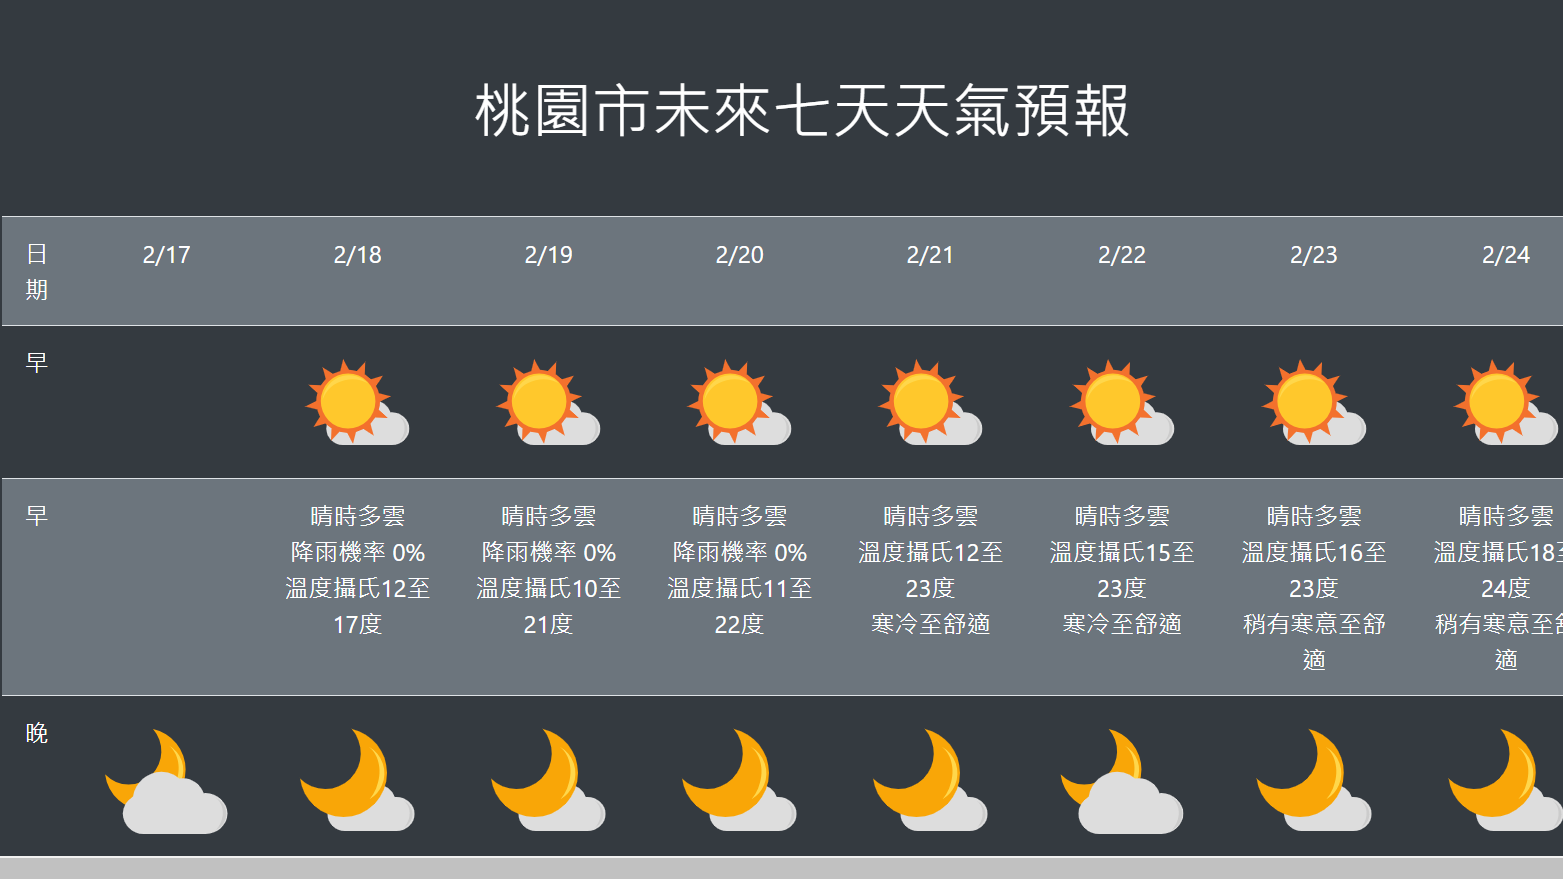 桃園市未來七天天氣預報
日期 2/17 2/18 2/19 2/20 2/21 2/22 2/23 2/24
早
早
晴時多雲
降雨機率 0%
溫度攝氏12至
17度
晴時多雲
降雨機率 0%
溫度攝氏10至
21度
晴時多雲
降雨機率 0%
溫度攝氏11至
22度
晴時多雲
溫度攝氏12至
23度
寒冷至舒適
晴時多雲
溫度攝氏15至
23度
寒冷至舒適
晴時多雲
溫度攝氏16至
23度
稍有寒意至舒
適
晴時多雲
溫度攝氏18至
24度
稍有寒意至舒
適
晚